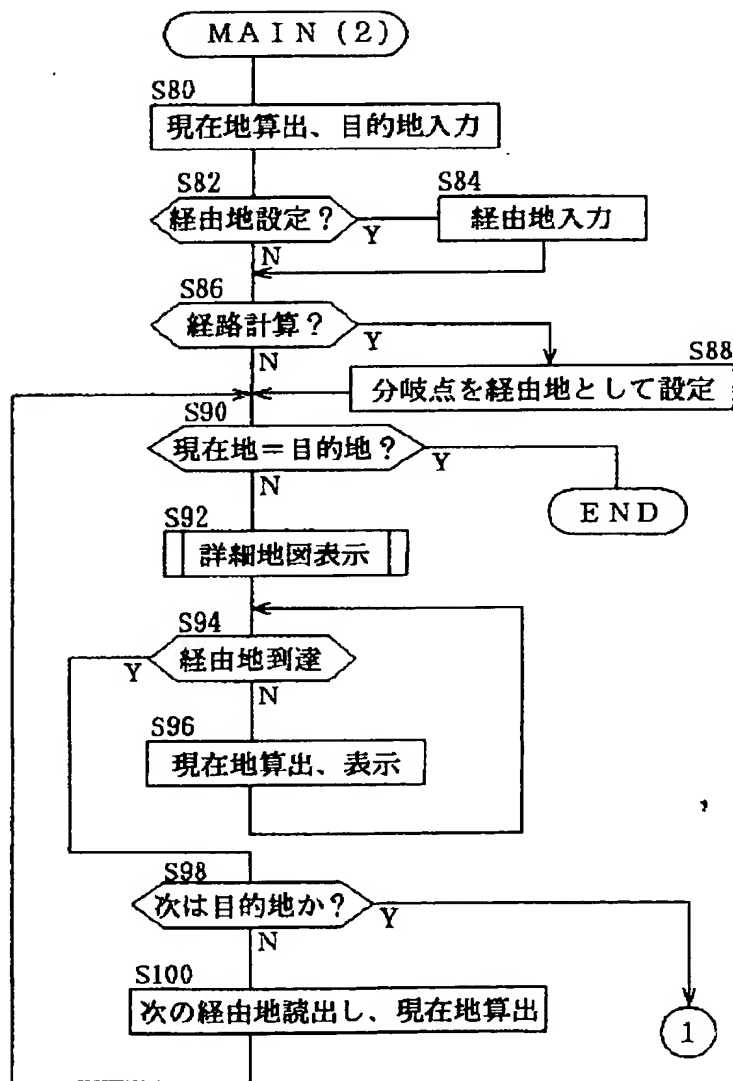 MAIN (2)
S80
現在地算出、目的地入力
S82
経由地設定?
Y
N
S84
経由地入力
S86
経路計算?
Y
N
S88
分岐点を経由地として設定
S90
現在地=目的地?
Y
N
END
S92
詳細地図表示
S94
経由地到達
Y
N
S96
現在地算出、表示
S98
次は目的地か?
Y
N
S100
次の経由地読出し、現在地算出
1